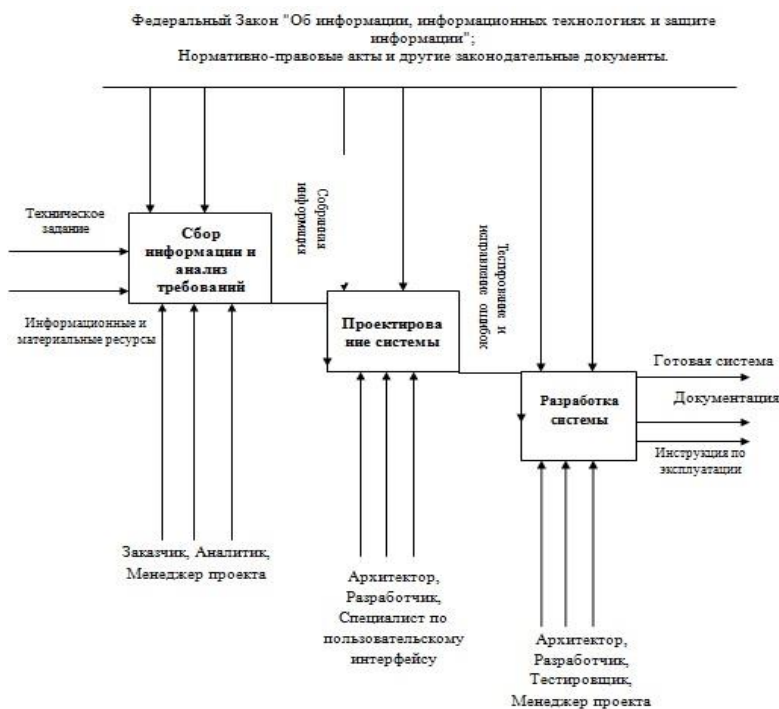 Федеральный Закон "Об информации, информационных технологиях и защите
информации";
Нормативно-правовые акты и другие законодательные документы.
Техническое
задание
Информационные и
материальные ресурсы
Сбор
информации и
анализ
требований
Собранния
информация
Проектирова
ние системы
Тестирование и
исправление ошибок
Разработка
системы
Готовая система
Документация
Инструкция по
эксплуатации
Заказчик, Аналитик,
Менеджер проекта
Архитектор,
Разработчик,
Специалист по
пользовательскому
интерфейсу
Архитектор,
Разработчик,
Тестировщик,
Менеджер проекта